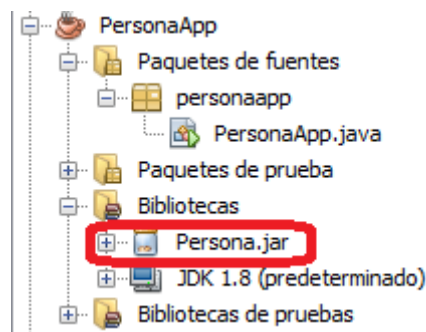 PersonaApp
Paquetes de fuentes
personaapp
PersonaApp.java
Paquetes de prueba
Bibliotecas
Persona.jar
JDK 1.8 (predeterminado)
Bibliotecas de pruebas